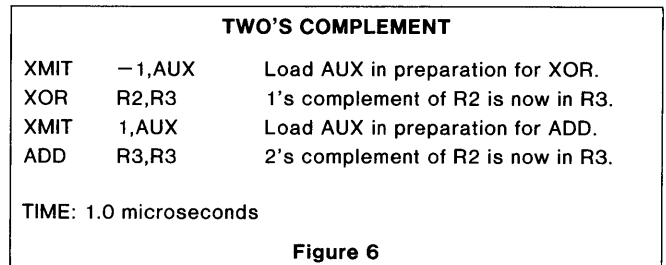 TWO'S COMPLEMENT
XMIT −1,AUX Load AUX in preparation for XOR.
XOR R2,R3 1's complement of R2 is now in R3.
XMIT 1,AUX Load AUX in preparation for ADD.
ADD R3,R3 2's complement of R2 is now in R3.
TIME: 1.0 microseconds
Figure 6